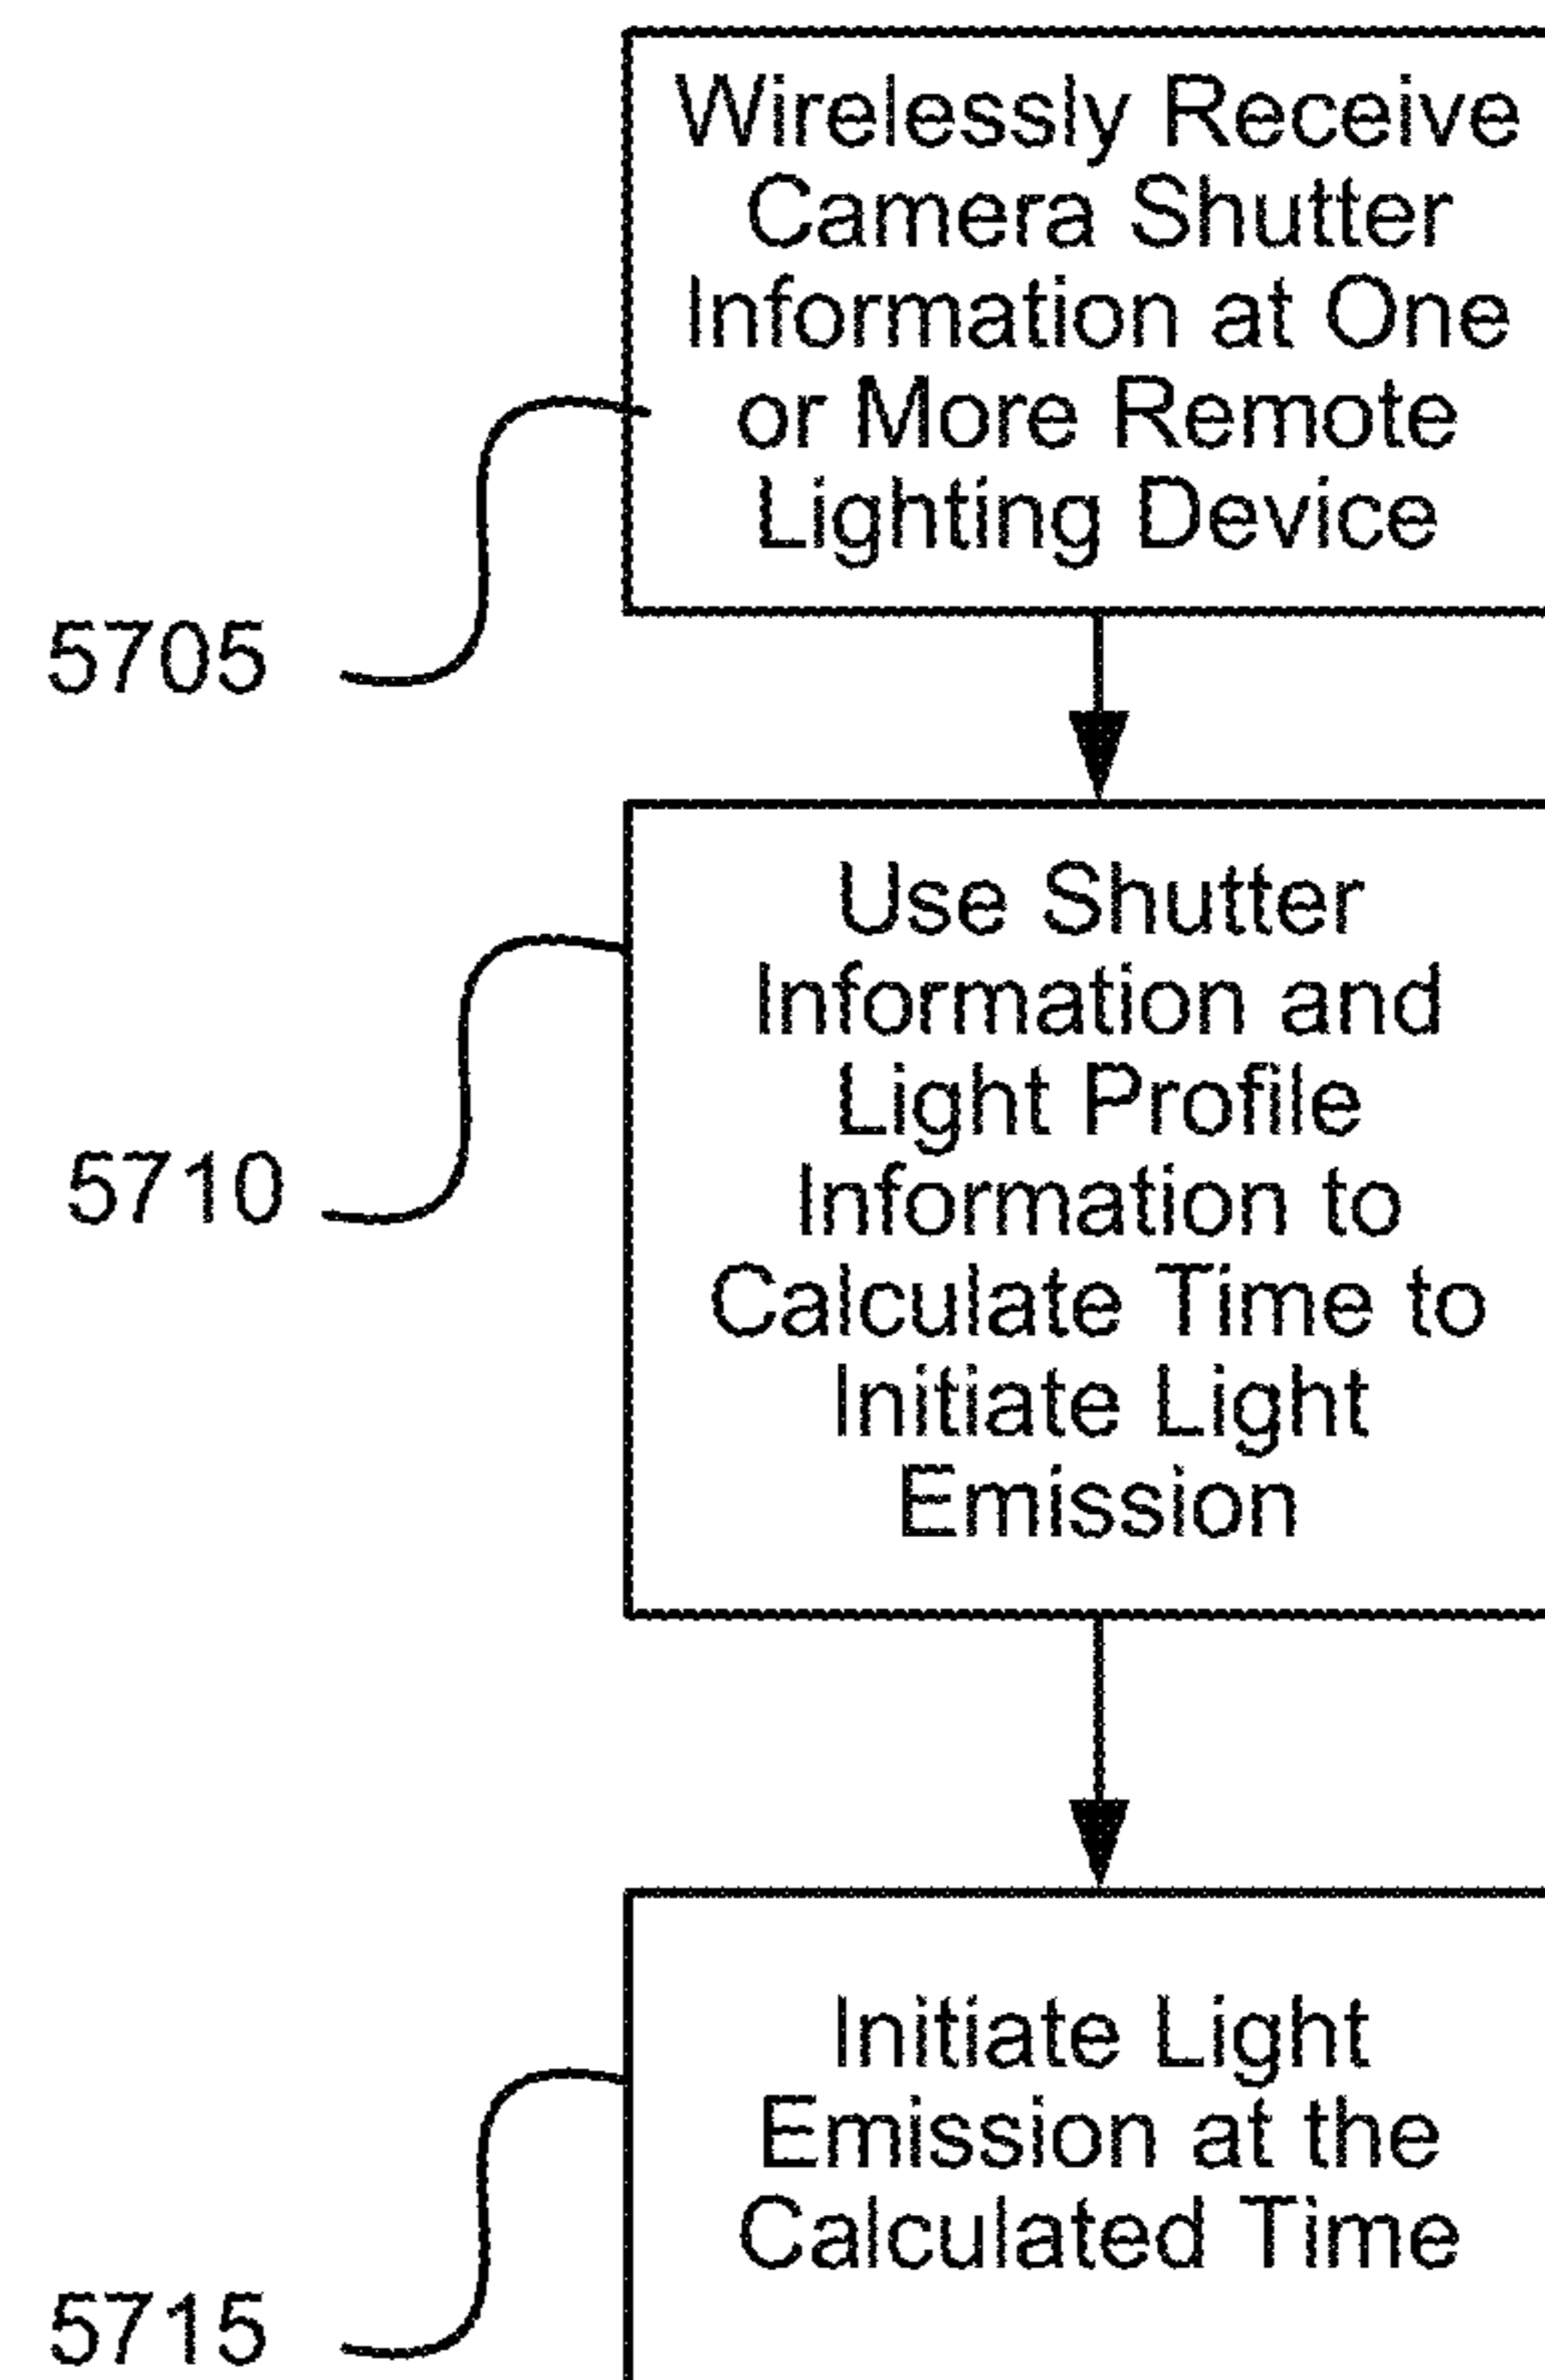 Wirelessly Receive
Camera Shutter
Information at One
or More Remote
Lighting Device
5705
Use Shutter
Information and
Light Profile
Information to
Calculate Time to
Initiate Light
Emission
5710
Initiate Light
Emission at the
Calculated Time
5715